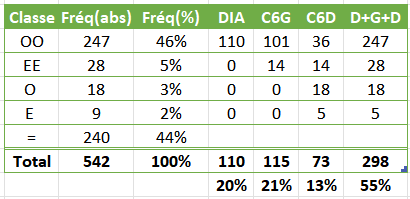 Classe Fréq(abs) Fréq(%) DIA C6G C6D D+G+D
OO 247 46% 110 101 36 247
EE 28 5% 0 14 14 28
O 18 3% 0 0 18 18
E 9 2% 0 0 5 5
= 240 44%
Total 542 100% 110 115 73 298
20% 21% 13% 55%